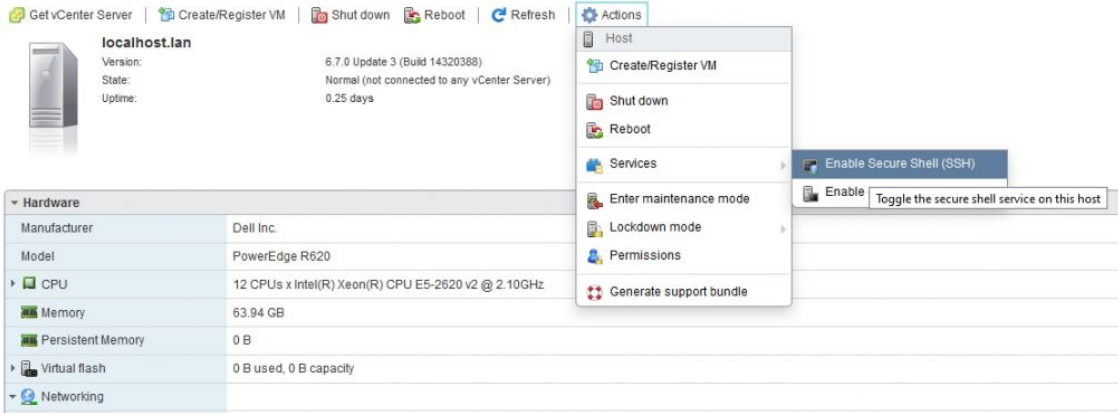 Get vCenter Server | Create/Register VM | Shut down Reboot | Refresh | Actions
localhost.lan
Version: 6.7.0 Update 3 (Build 14320388)
State: Normal (not connected to any vCenter Server)
Uptime: 0.25 days
Host
Create/Register VM
Shut down
Reboot
Services
Enable Secure Shell (SSH)
Enable
Toggle the secure shell service on this host
Enter maintenance mode
Lockdown mode
Permissions
Generate support bundle
Hardware
Manufacturer Dell Inc.
Model PowerEdge R620
CPU 12 CPUs x Intel(R) Xeon(R) CPU E5-2620 v2 @ 2.10GHz
Memory 63.94 GB
Persistent Memory 0 B
Virtual flash 0 B used, 0 B capacity
Networking